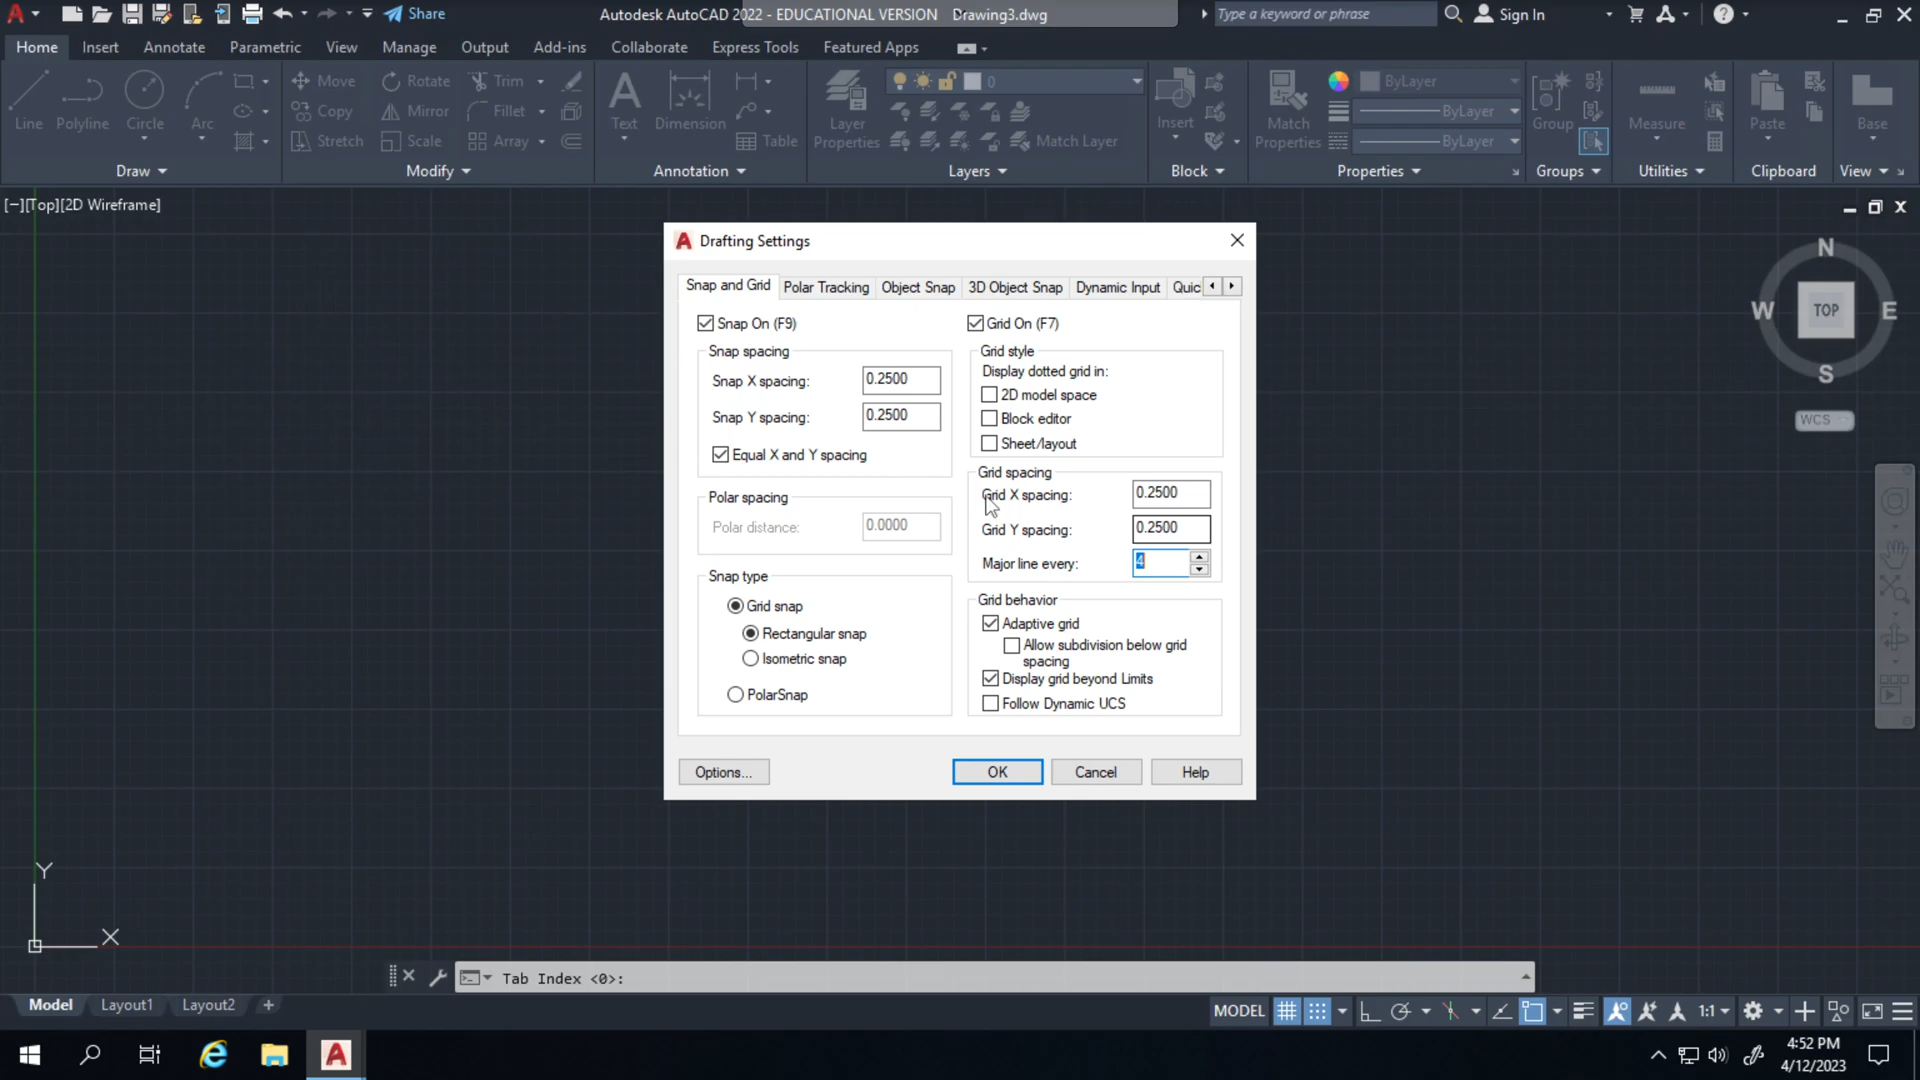 Share
Autodesk AutoCAD 2022 - EDUCATIONAL VERSION Drawing3.dwg
Type a keyword or phrase
Sign In
Home Insert Annotate Parametric View Manage Output Add-ins Collaborate Express Tools Featured Apps
Line Polyline Circle Arc
Move Rotate Trim
Copy Mirror Fillet
Stretch Scale Array
Text Dimension Table
Layer Properties
0
Match Layer
Insert
Match Properties
ByLayer
ByLayer
ByLayer
Group
Measure
Paste
Base
Draw Modify Annotation Layers Block Properties Groups Utilities Clipboard View
[−][Top][2D Wireframe]
N
W TOP E
S
WCS
Drafting Settings
Snap and Grid Polar Tracking Object Snap 3D Object Snap Dynamic Input Quic
Snap On (F9)
Snap spacing
Snap X spacing: 0.2500
Snap Y spacing: 0.2500
Equal X and Y spacing
Polar spacing
Polar distance: 0.0000
Snap type
Grid snap
Rectangular snap
Isometric snap
PolarSnap
Grid On (F7)
Grid style
Display dotted grid in:
2D model space
Block editor
Sheet/layout
Grid spacing
Grid X spacing: 0.2500
Grid Y spacing: 0.2500
Major line every: 4
Grid behavior
Adaptive grid
Allow subdivision below grid
spacing
Display grid beyond Limits
Follow Dynamic UCS
Options... OK Cancel Help
Y
X
Tab Index <0>:
Model Layout1 Layout2 +
MODEL 1:1
4:52 PM
4/12/2023